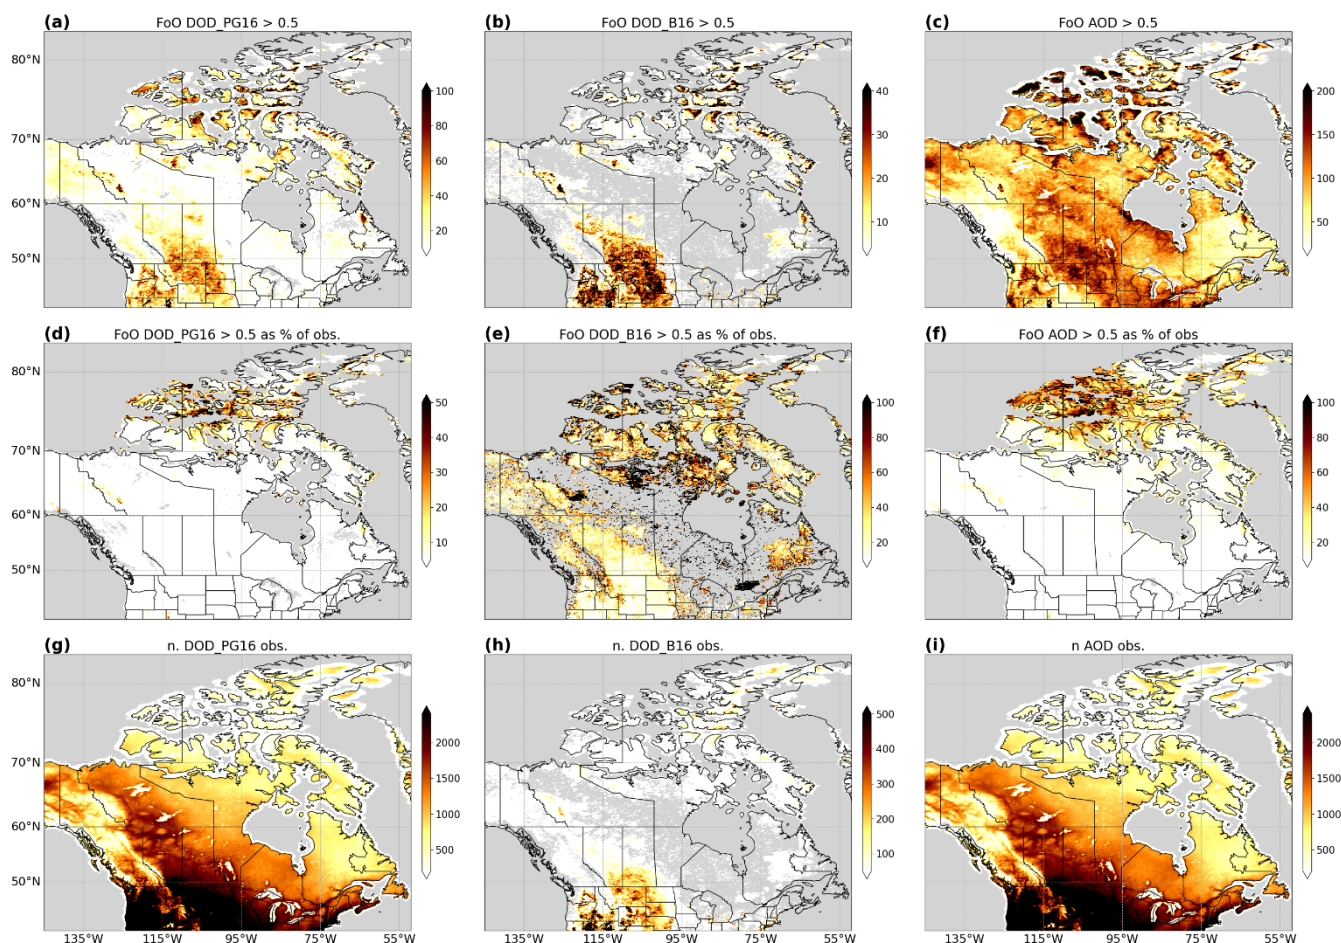 (a) FoO DOD_PG16 > 0.5
(b) FoO DOD_B16 > 0.5
(c) FoO AOD > 0.5
80°N
70°N
60°N
50°N
100
80
60
40
20
40
30
20
10
200
150
100
50
(d) FoO DOD_PG16 > 0.5 as % of obs.
(e) FoO DOD_B16 > 0.5 as % of obs.
(f) FoO AOD > 0.5 as % of obs
80°N
70°N
60°N
50°N
50
40
30
20
10
100
80
60
40
20
100
80
60
40
20
(g) n. DOD_PG16 obs.
(h) n. DOD_B16 obs.
(i) n AOD obs.
80°N
70°N
60°N
50°N
2000
1500
1000
500
500
400
300
200
100
2000
1500
1000
500
135°W 115°W 95°W 75°W 55°W
135°W 115°W 95°W 75°W 55°W
135°W 115°W 95°W 75°W 55°W